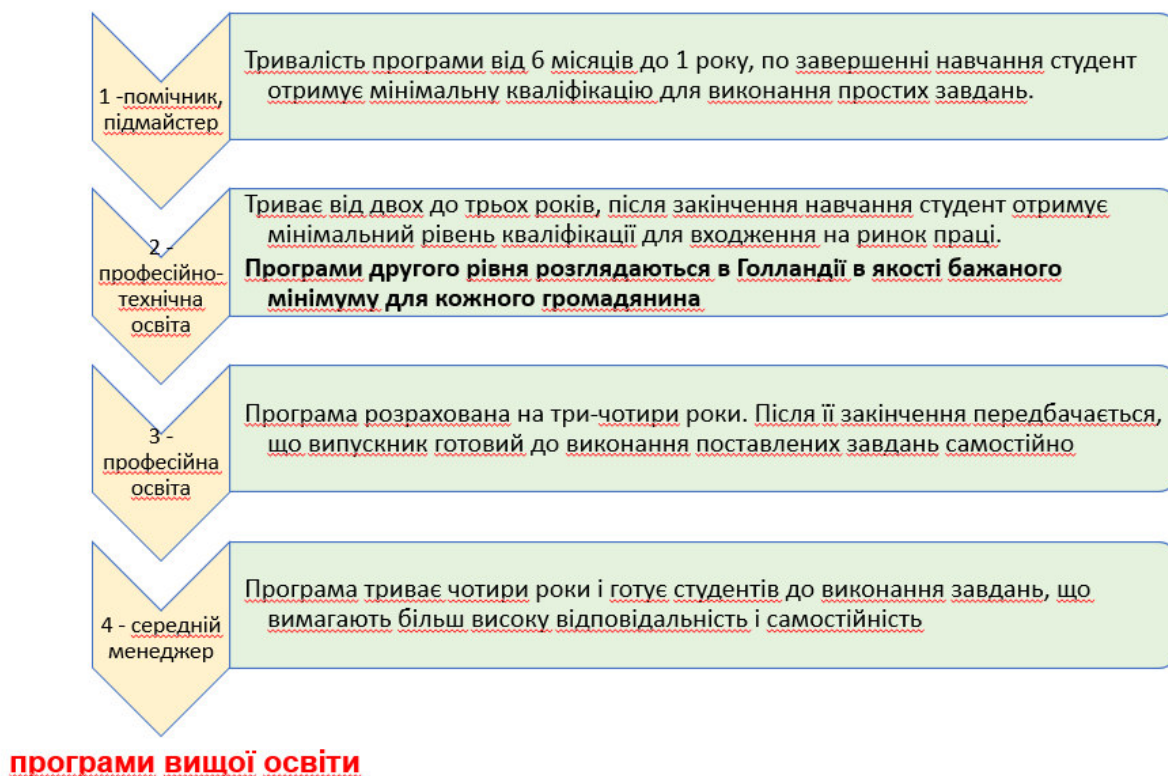 1 -помічник,
підмайстер
Тривалість програми від 6 місяців до 1 року, по завершенні навчання студент
отримує мінімальну кваліфікацію для виконання простих завдань.
2 -
професійно-
технічна
освіта
Триває від двох до трьох років, після закінчення навчання студент отримує
мінімальний рівень кваліфікації для входження на ринок праці.
Програми другого рівня розглядаються в Голландії в якості бажаного
мінімуму для кожного громадянина
3 -
професійна
освіта
Програма розрахована на три-чотири роки. Після її закінчення передбачається,
що випускник готовий до виконання поставлених завдань самостійно
4 - середній
менеджер
Програма триває чотири роки і готує студентів до виконання завдань, що
вимагають більш високу відповідальність і самостійність
програми вищої освіти